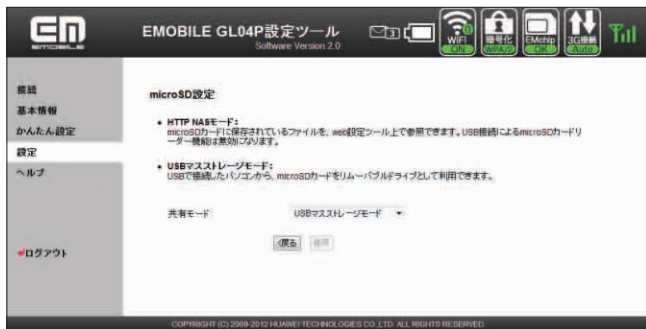 EM
EMOBILE
EMOBILE GL04P設定ツール
Software Version 2.0
3
WiFi
ON
暗号化
WPA2
EMchip
OK
3G接続
Auto
接続
基本情報
かんたん設定
設定
ヘルプ
ログアウト
microSD設定
• HTTP NASモード:
microSDカードに保存されているファイルを、web設定ツール上で参照できます。USB接続によるmicroSDカードリ
ーダー機能は無効になります。
• USBマスストレージモード:
USBで接続したパソコンから、microSDカードをリムーバブルドライブとして利用できます。
共有モード USBマスストレージモード
戻る 適用
COPYRIGHT (C) 2009-2012 HUAWEI TECHNOLOGIES CO.,LTD. ALL RIGHTS RESERVED